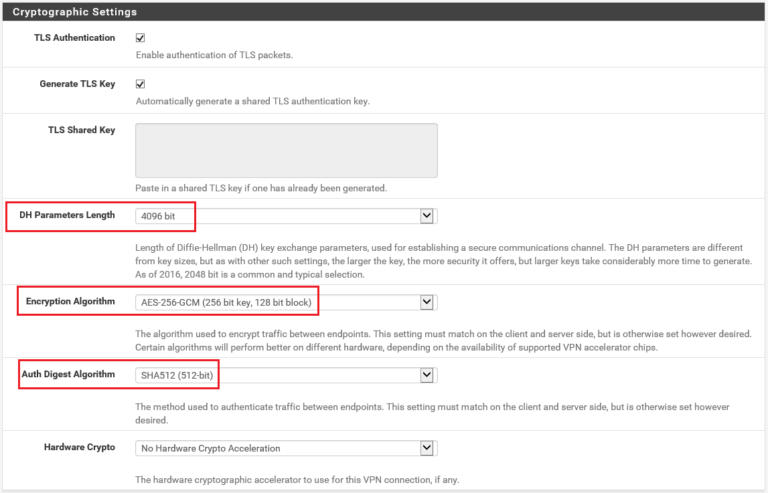 Cryptographic Settings
TLS Authentication
Enable authentication of TLS packets.
Generate TLS Key
Automatically generate a shared TLS authentication key.
TLS Shared Key
Paste in a shared TLS key if one has already been generated.
DH Parameters Length 4096 bit
Length of Diffie-Hellman (DH) key exchange parameters, used for establishing a secure communications channel. The DH parameters are different
from key sizes, but as with other such settings, the larger the key, the more security it offers, but larger keys take considerably more time to generate.
As of 2016, 2048 bit is a common and typical selection.
Encryption Algorithm AES-256-GCM (256 bit key, 128 bit block)
The algorithm used to encrypt traffic between endpoints. This setting must match on the client and server side, but is otherwise set however desired.
Certain algorithms will perform better on different hardware, depending on the availability of supported VPN accelerator chips.
Auth Digest Algorithm SHA512 (512-bit)
The method used to authenticate traffic between endpoints. This setting must match on the client and server side, but is otherwise set however
desired.
Hardware Crypto No Hardware Crypto Acceleration
The hardware cryptographic accelerator to use for this VPN connection, if any.